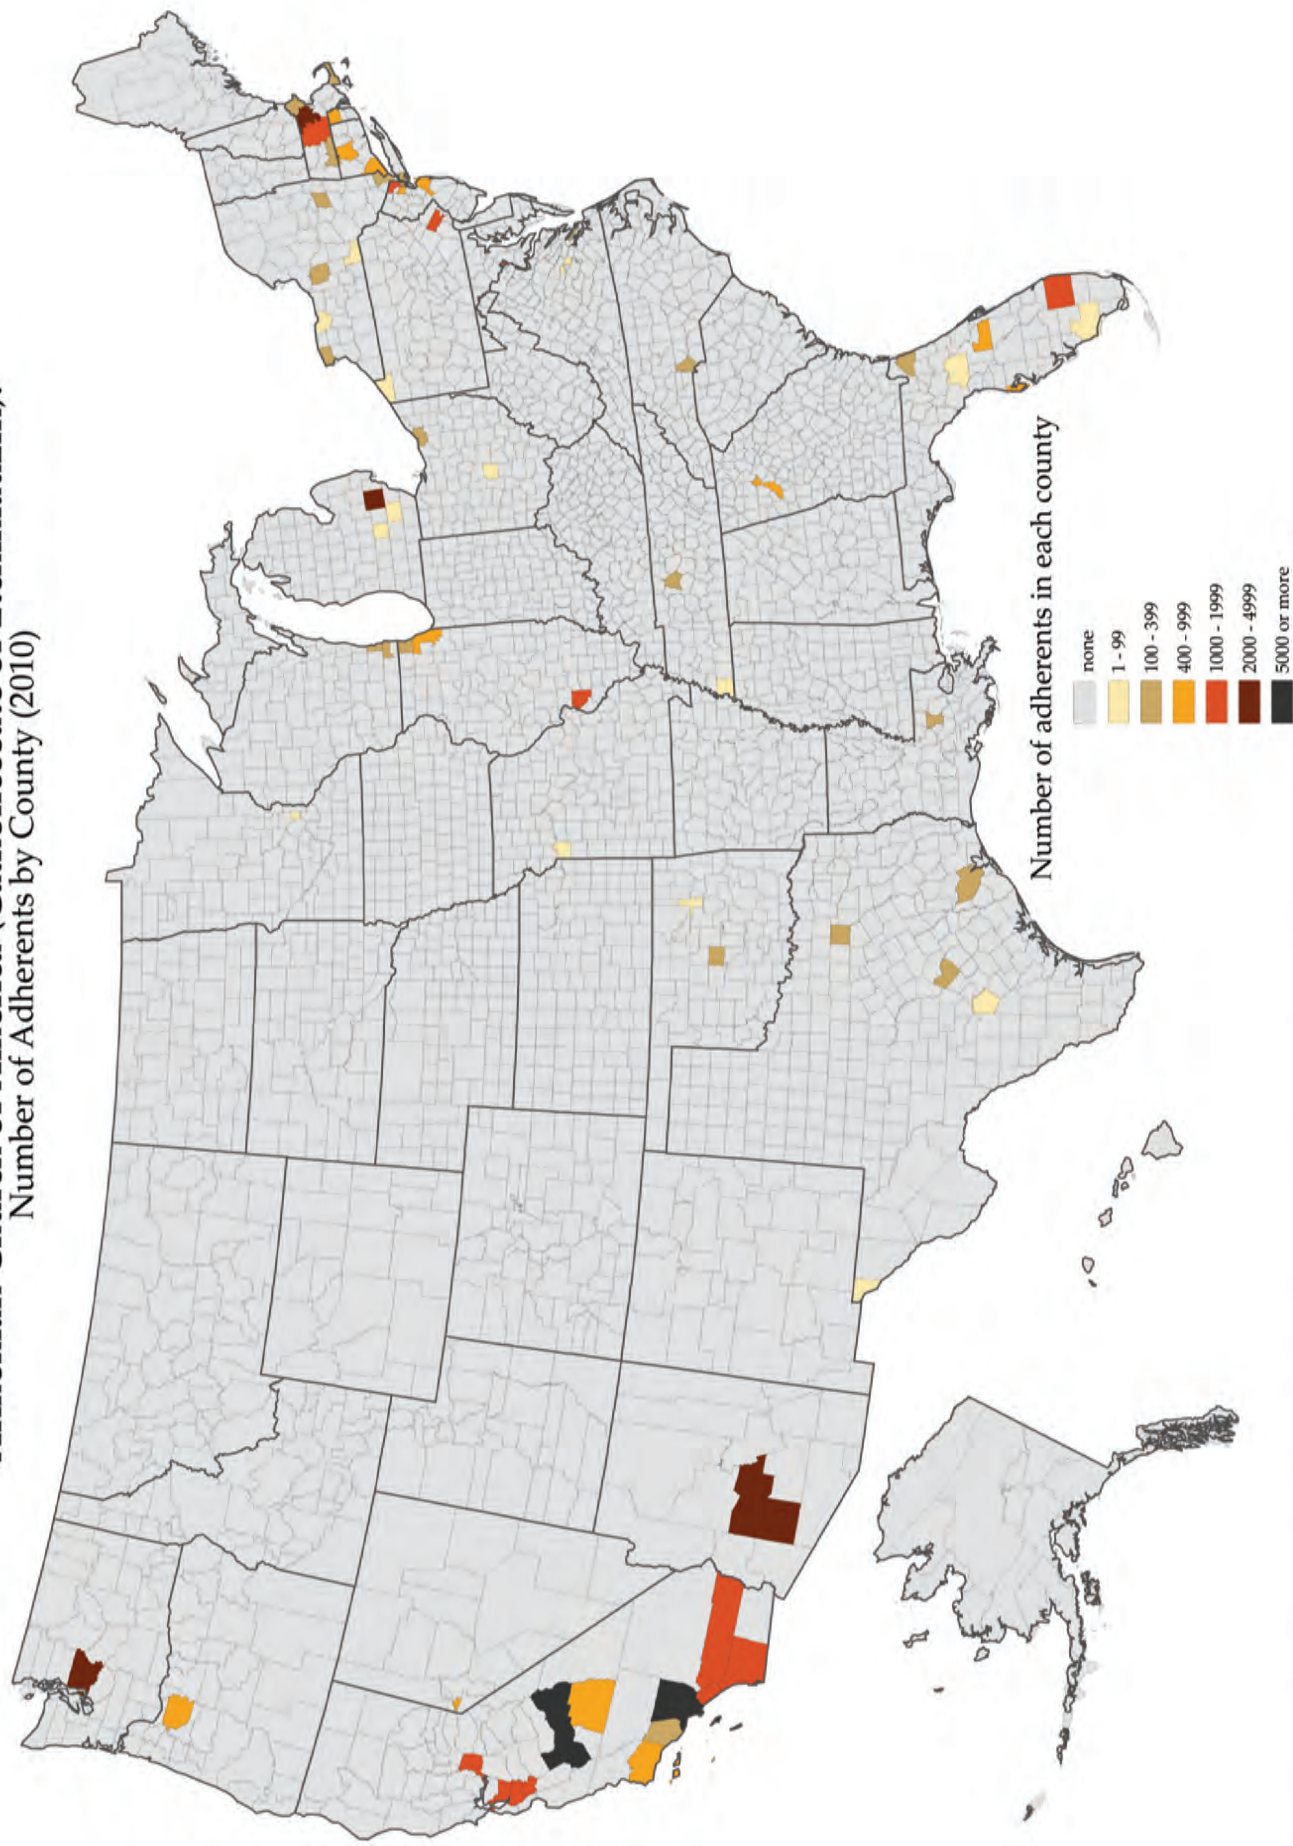 Number of Adherents by County (2010)
Number of adherents in each county
none
1 - 99
100 - 399
400 - 999
1000 - 1999
2000 - 4999
5000 or more